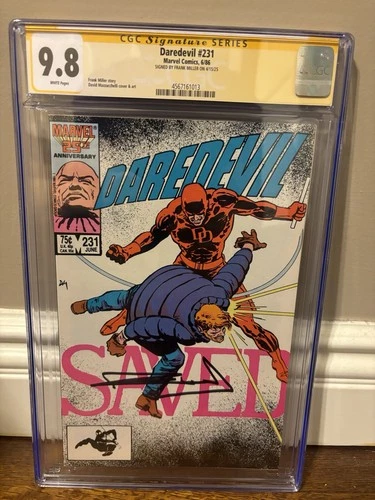 CGC Signature SERIES
9.8
WHITE Pages
Daredevil #231
Marvel Comics, 6/86
SIGNED BY FRANK MILLER ON 4/15/23
Frank Miller story
David Mazzucchelli cover & art
4567161013
MARVEL
25TH
ANNIVERSARY
DAREDEVIL
75¢
231
JUNE
DD
SAVED